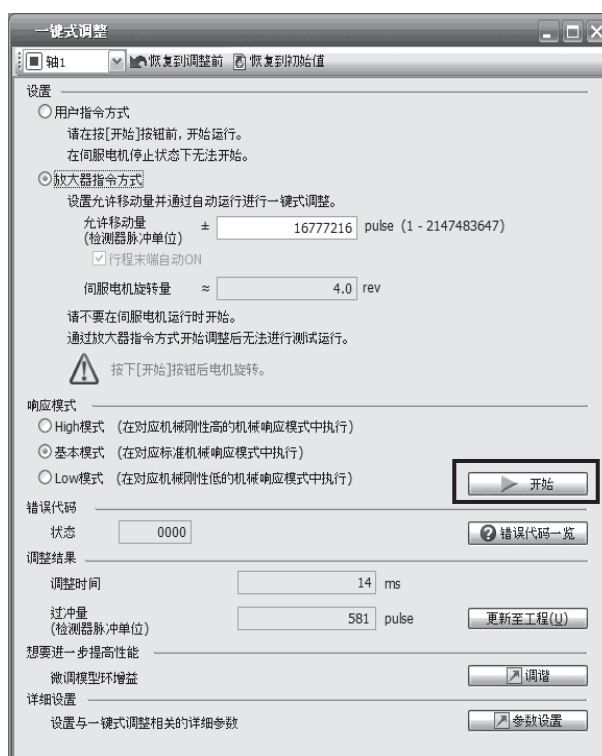 一键式调整
轴1 恢复到调整前 恢复到初始值
设置
用户指令方式
请在按[开始]按钮前，开始运行。
在伺服电机停止状态下无法开始。
放大器指令方式
设置允许移动量并通过自动运行进行一键式调整。
允许移动量
(检测器脉冲单位) ± 16777216 pulse (1 - 2147483647)
行程末端自动ON
伺服电机旋转量 ≈ 4.0 rev
请不要在伺服电机运行时开始。
通过放大器指令方式开始调整后无法进行测试运行。
按下[开始]按钮后电机旋转。
响应模式
High模式 (在对应机械刚性高的机械响应模式中执行)
基本模式 (在对应标准机械响应模式中执行)
Low模式 (在对应机械刚性低的机械响应模式中执行)
开始
错误代码
状态 0000 错误代码一览
调整结果
调整时间 14 ms
过冲量
(检测器脉冲单位) 581 pulse 更新至工程(U)
想要进一步提高性能
微调模型环增益 调谐
详细设置
设置与一键式调整相关的详细参数 参数设置